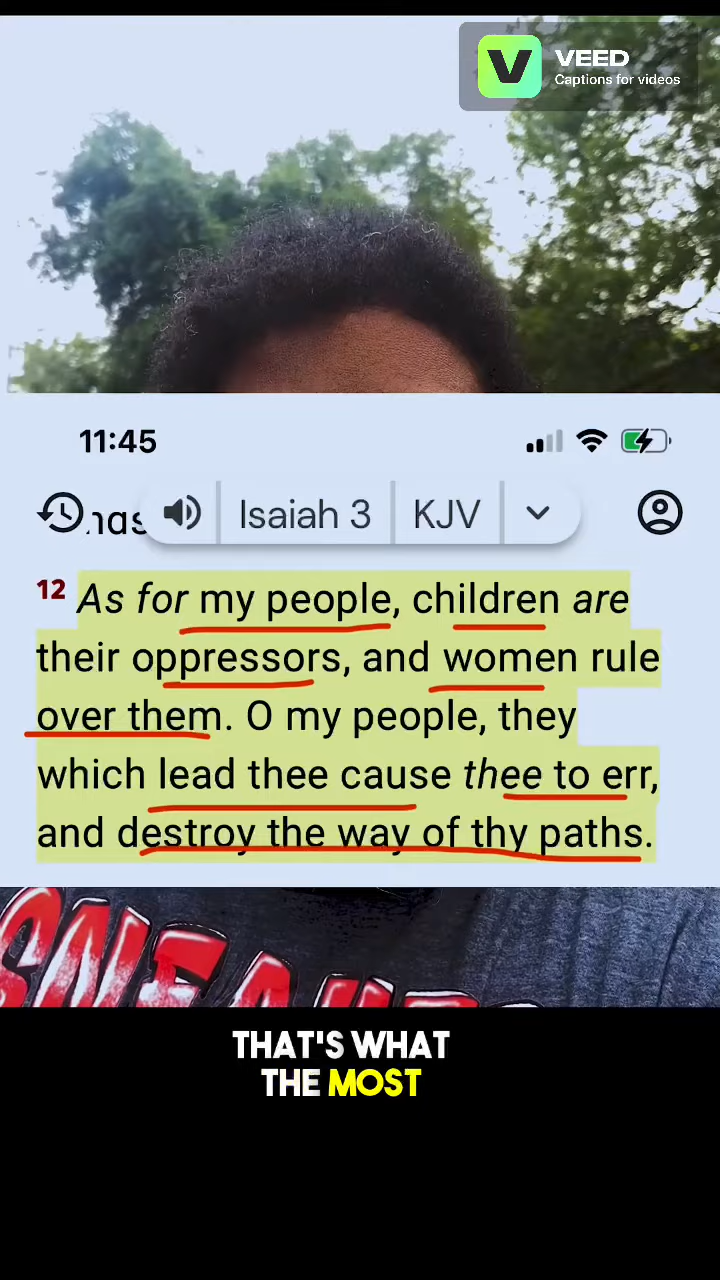 VEED
Captions for videos
11:45
Isaiah 3
KJV
12 As for my people, children are
their oppressors, and women rule
over them. O my people, they
which lead thee cause thee to err,
and destroy the way of thy paths.
THAT'S WHAT
THE MOST